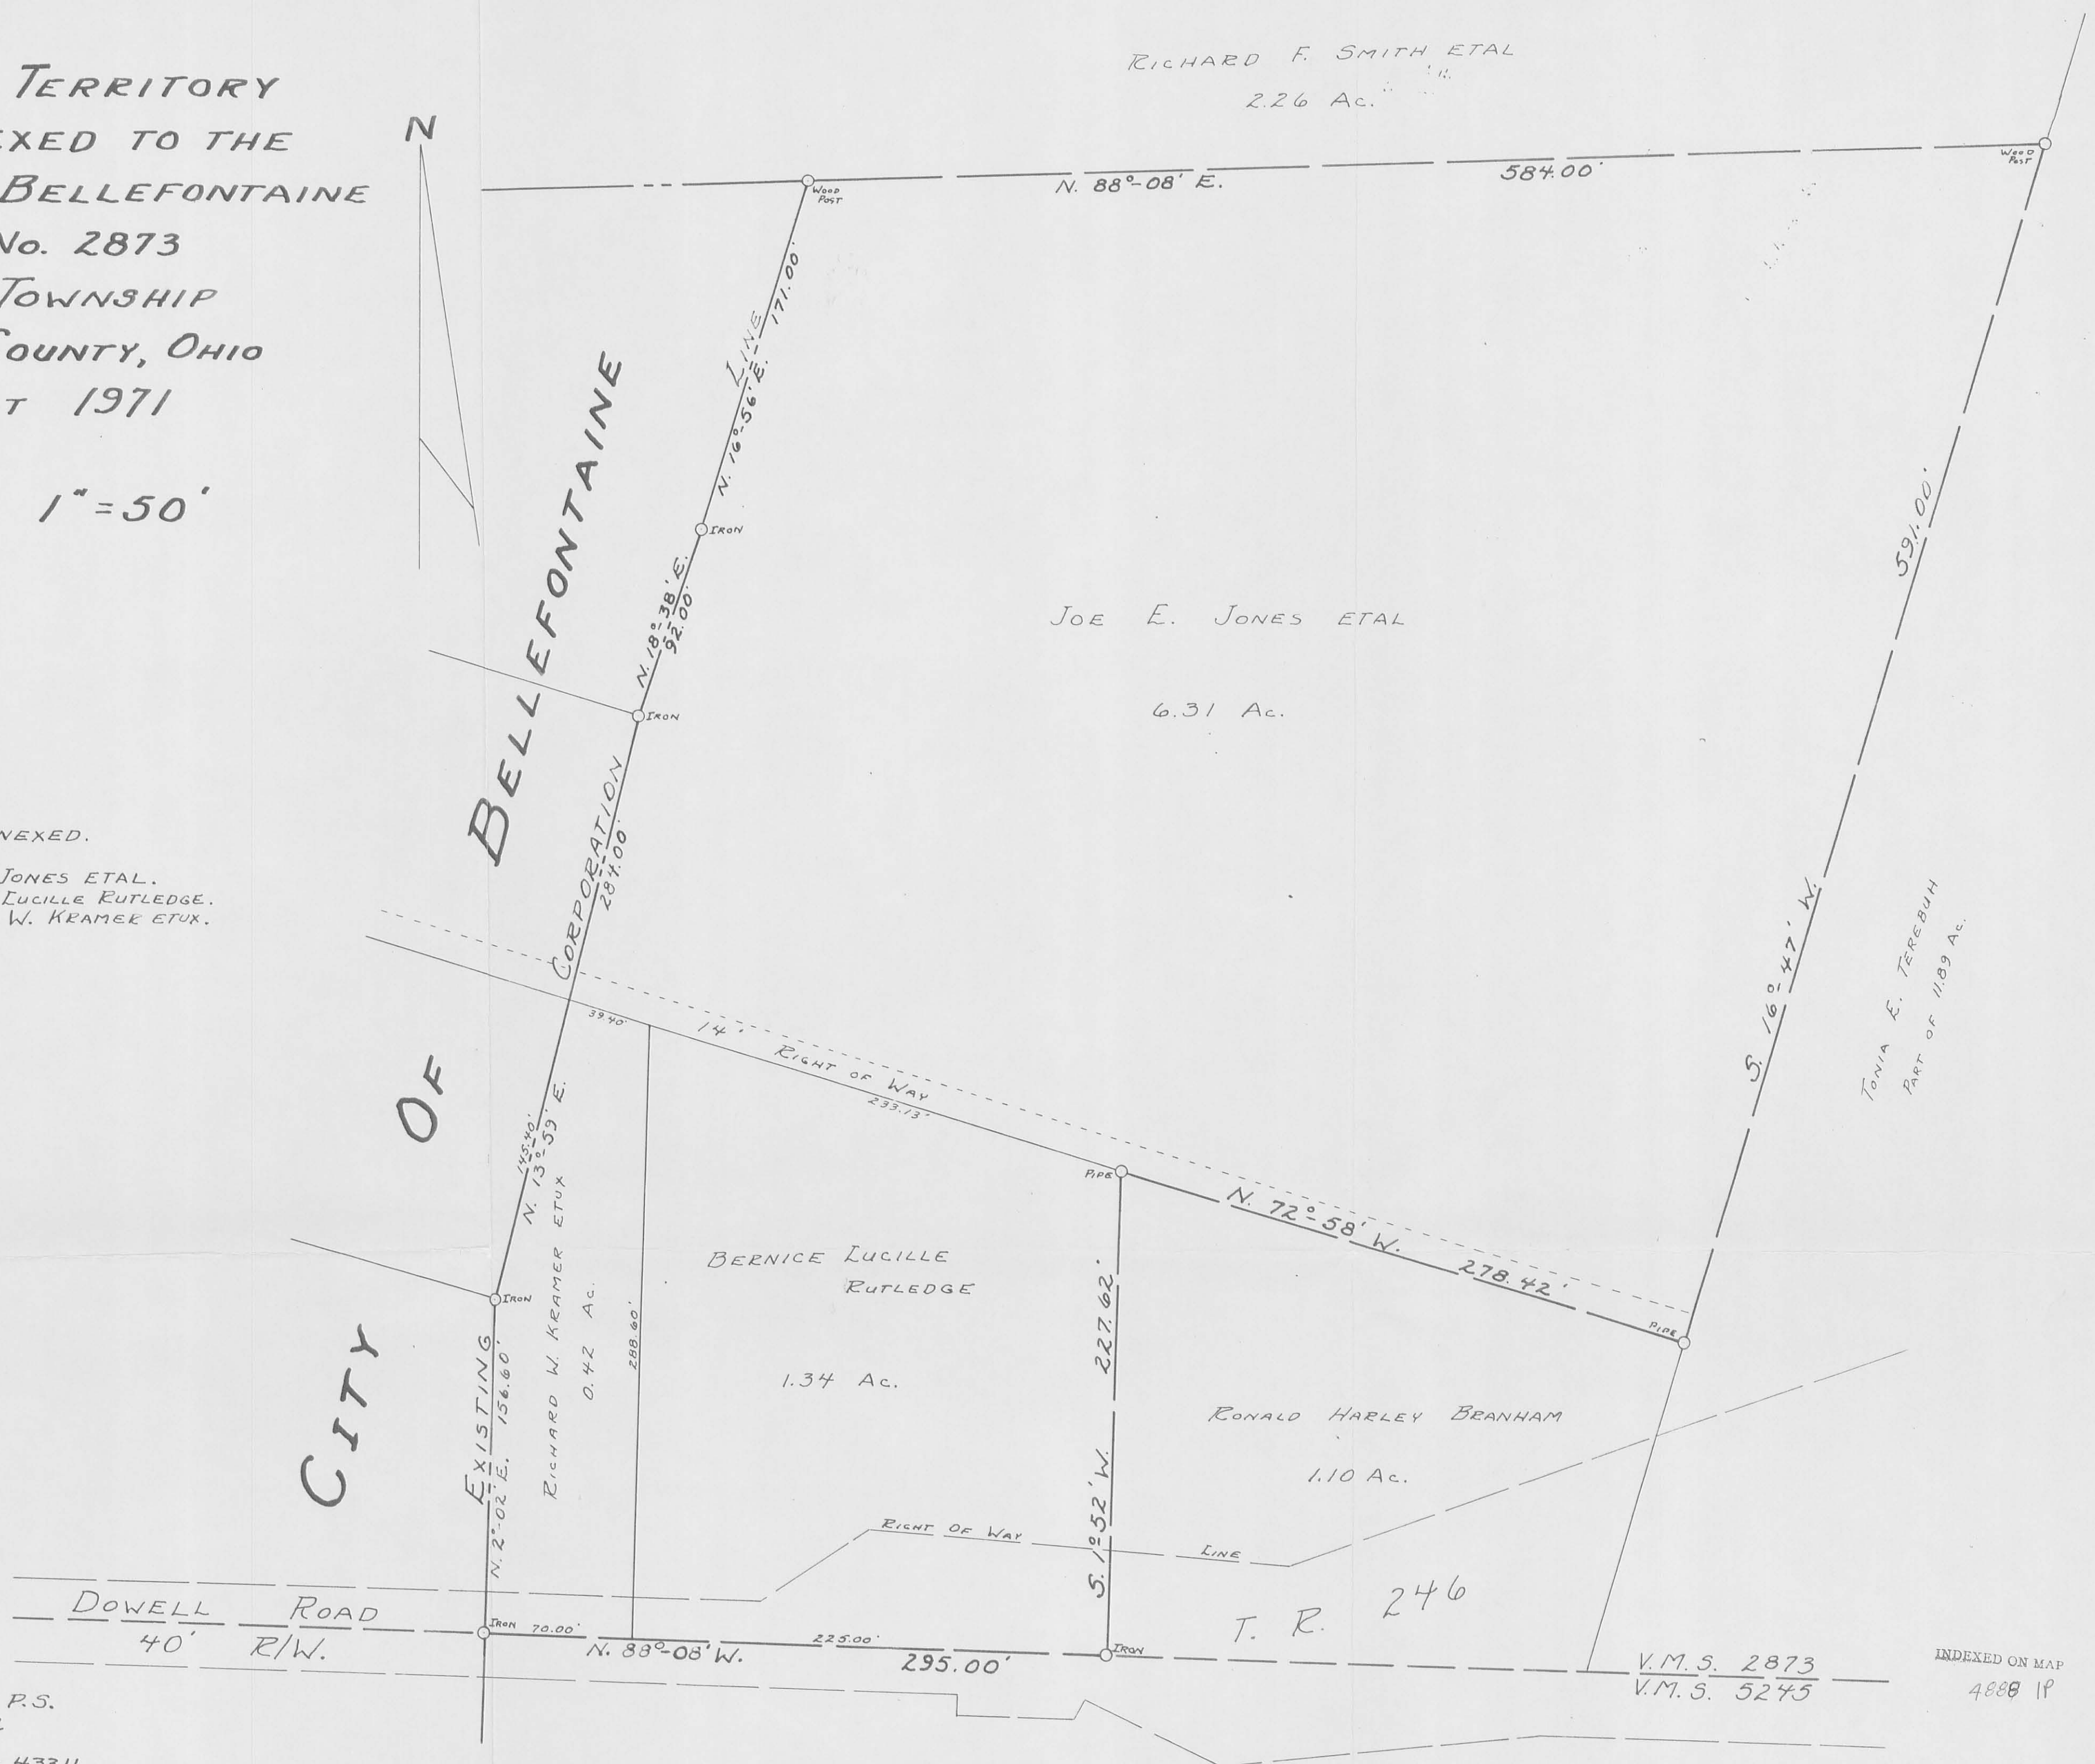 TERRITORY
EXED TO THE
BELLEFONTAINE
No. 2873
TOWNSHIP
COUNTY, OHIO
T 1971
1" = 50'
N
RICHARD F. SMITH ETAL
2.26 Ac.
WOOD
POST
N. 88°-08' E.
584.00'
WOOD
POST
LINE
171.00'
N. 16°-56' E.
IRON
N. 18°-38' E.
92.00'
IRON
CITY OF BELLEFONTAINE
JOE E. JONES ETAL
6.31 Ac.
591.00'
S. 16°-47' W.
TONIA E. TEREBUH
PART OF 11.89 Ac.
NEXED.
JONES ETAL.
LUCILLE RUTLEDGE.
W. KRAMER ETUX.
CORPORATION
284.00'
39.40'
14' RIGHT OF WAY
233.13'
145.40'
N. 13°-59' E.
PIPE
N. 72°-58' W.
278.42'
PIPE
IRON
RICHARD W. KRAMER ETUX
0.42 Ac.
288.60'
BERNICE LUCILLE
RUTLEDGE
1.34 Ac.
227.62'
S. 1°52' W.
RONALD HARLEY BRANHAM
1.10 Ac.
EXISTING
156.60'
N. 2°-02' E.
RIGHT OF WAY LINE
DOWELL ROAD
40' R/W.
IRON
70.00'
225.00'
N. 88°-08' W.
295.00'
IRON
T. R. 246
V.M.S. 2873
V.M.S. 5245
INDEXED ON MAP
4888 IP
P.S.
43311